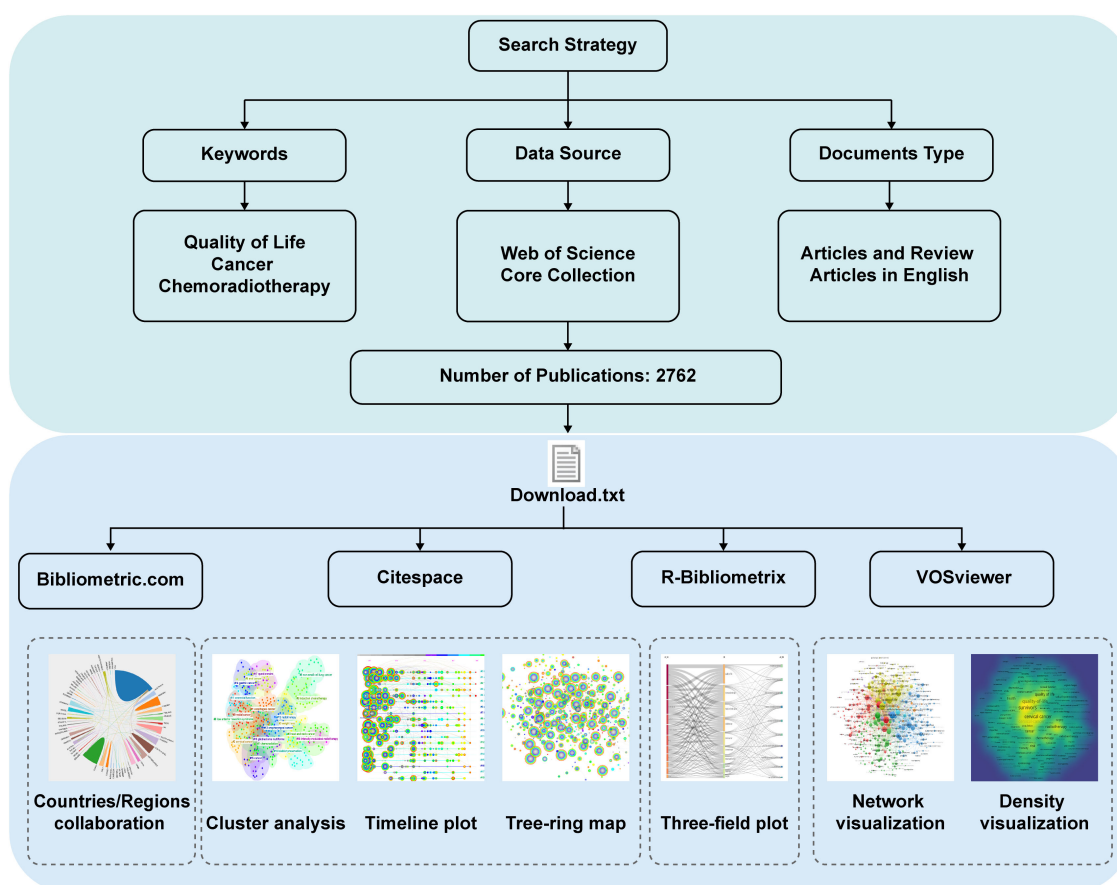 Search Strategy
Keywords
Data Source
Documents Type
Quality of Life
Cancer
Chemoradiotherapy
Web of Science
Core Collection
Articles and Review
Articles in English
Number of Publications: 2762
Download.txt
Bibliometric.com
Citespace
R-Bibliometrix
VOSviewer
Countries/Regions
collaboration
Cluster analysis
Timeline plot
Tree-ring map
Three-field plot
Network
visualization
Density
visualization